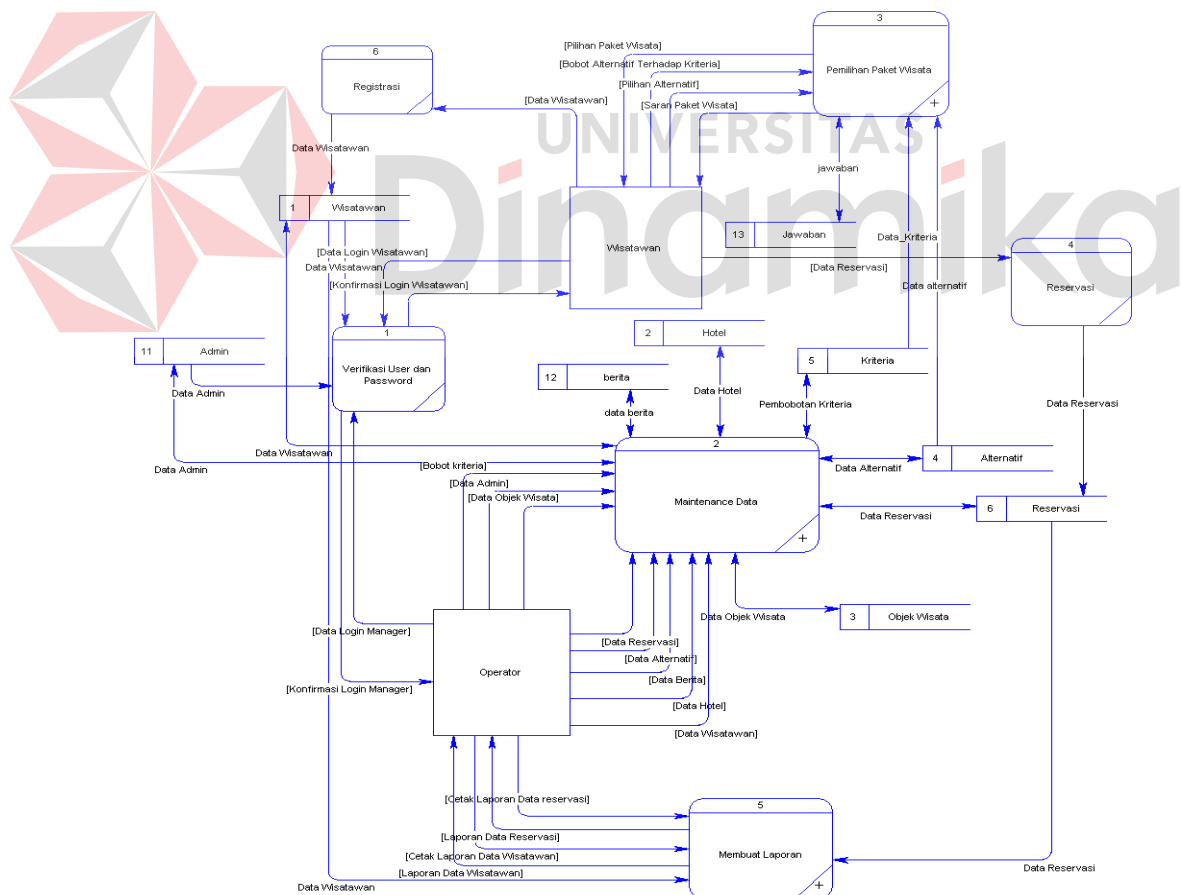 6
Registrasi
3
Pemilihan Paket Wisata
+
[Pilihan Paket Wisata]
[Bobot Alternatif Terhadap Kriteria]
[Pilihan Alternatif]
[Saran Paket Wisata]
[Data Wisatawan]
UNIVERSITAS
Dinamika
Data Wisatawan
jawaban
1 Wisatawan
Wisatawan
13 Jawaban
Data_Kriteria
4
Reservasi
[Data Login Wisatawan]
Data Wisatawan
[Konfirmasi Login Wisatawan]
[Data Reservasi]
Data alternatif
1
Verifikasi User dan
Password
2 Hotel
11 Admin
5 Kriteria
12 berita
Data Admin
Data Hotel
Pembobotan Kriteria
data berita
Data Reservasi
2
Maintenance Data
+
Data Wisatawan
Data Admin
[Bobot kriteria]
[Data Admin]
[Data Objek Wisata]
Data Alternatif
4 Alternatif
Data Reservasi
6 Reservasi
Data Objek Wisata
3 Objek Wisata
[Data Login Manager]
Operator
[Konfirmasi Login Manager]
[Data Reservasi]
[Data Alternatif]
[Data Berita]
[Data Hotel]
[Data Wisatawan]
[Cetak Laporan Data reservasi]
[Laporan Data Reservasi]
[Cetak Laporan Data Wisatawan]
[Laporan Data Wisatawan]
Data Wisatawan
5
Membuat Laporan
+
Data Reservasi